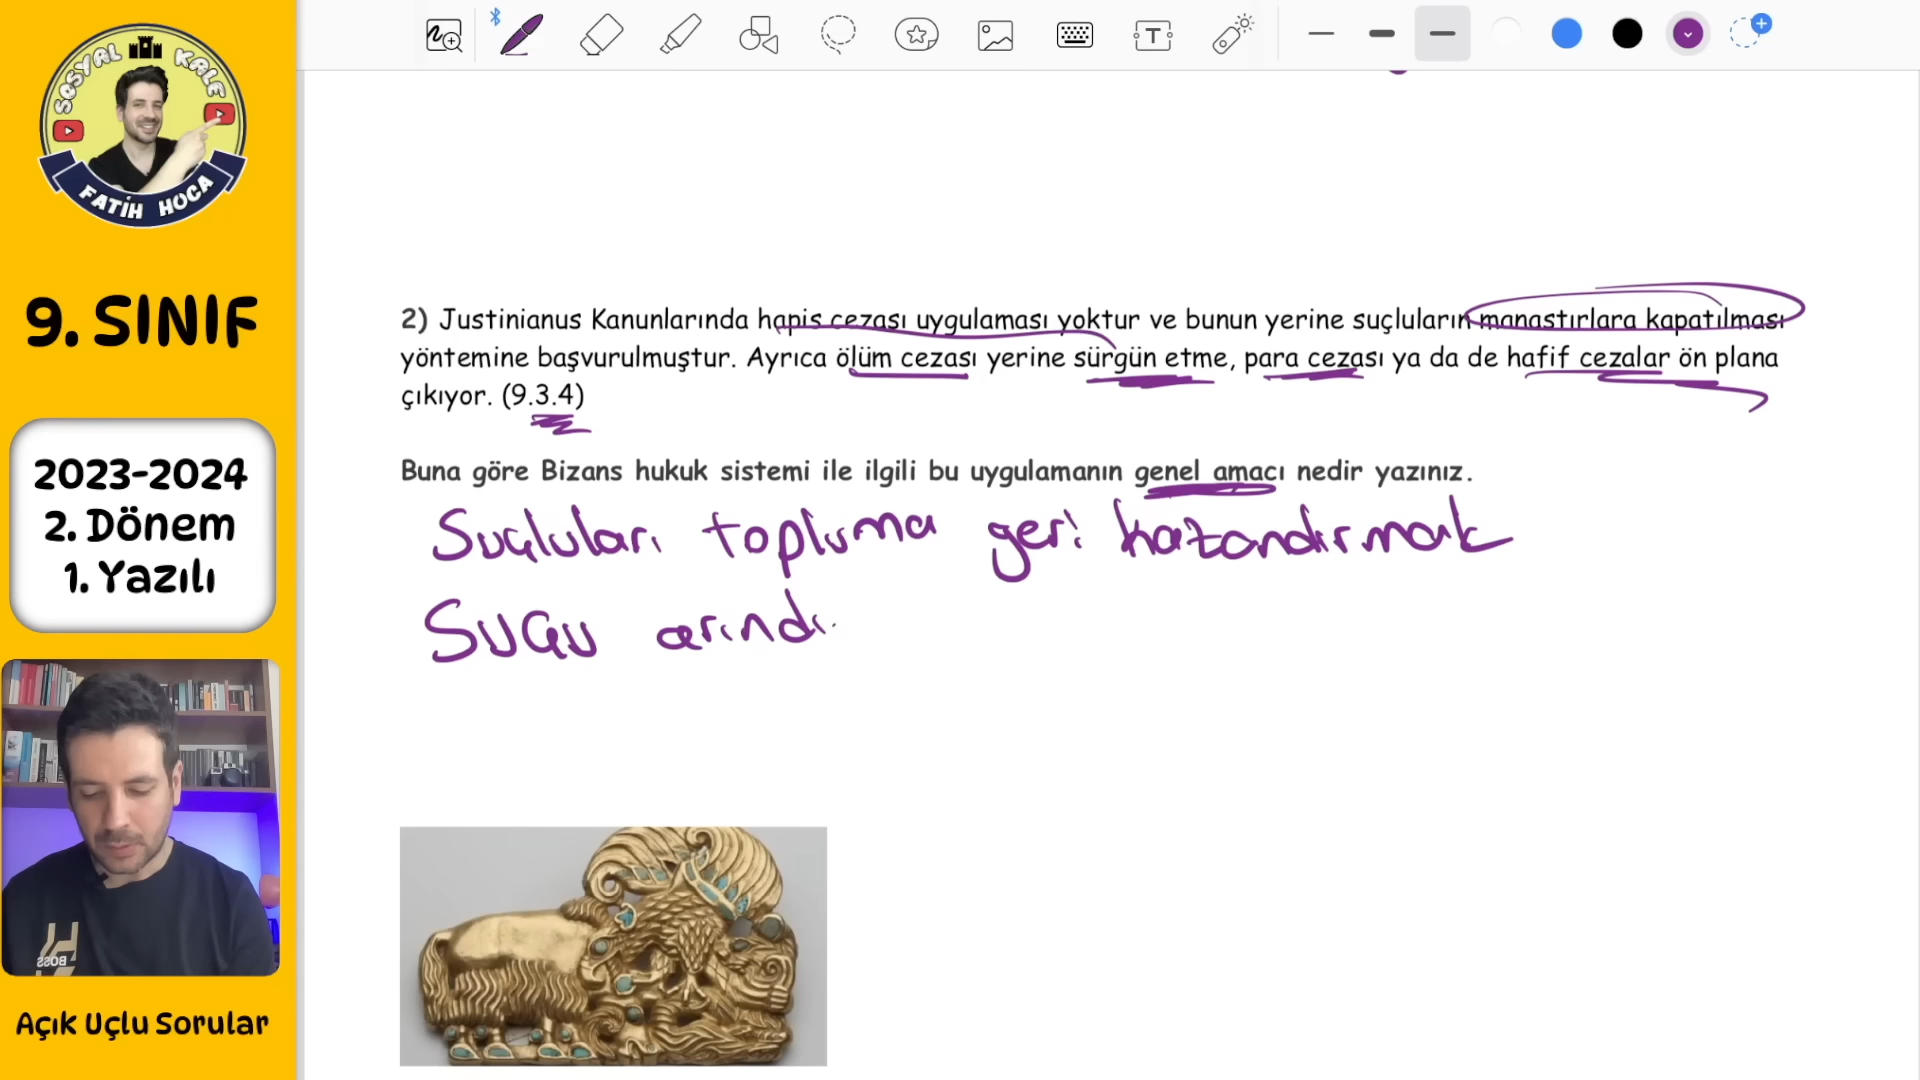 SOSYAL KALE
FATİH HOCA
9. SINIF
2023-2024
2. Dönem
1. Yazılı
BOSS
Açık Uçlu Sorular
T
2) Justinianus Kanunlarında hapis cezası uygulaması yoktur ve bunun yerine suçluların manastırlara kapatılması
yöntemine başvurulmuştur. Ayrıca ölüm cezası yerine sürgün etme, para cezası ya da de hafif cezalar ön plana
çıkıyor. (9.3.4)
Buna göre Bizans hukuk sistemi ile ilgili bu uygulamanın genel amacı nedir yazınız.
Suçluları topluma geri kazandırmak
Suçu arındı